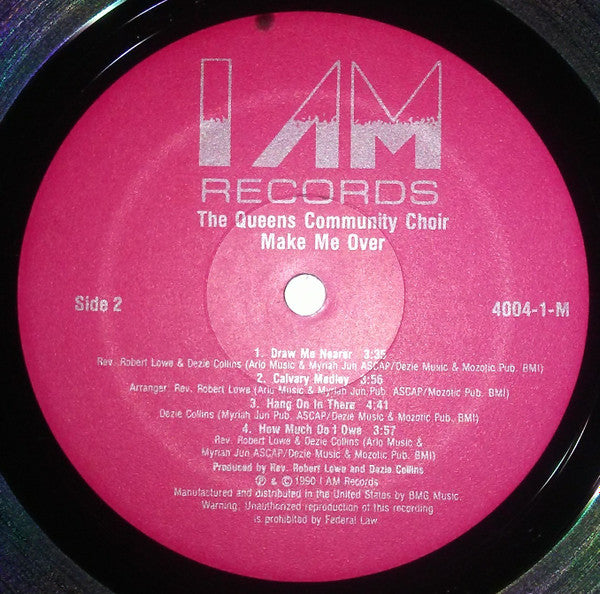 I AM
RECORDS
The Queens Community Choir
Make Me Over
Side 2
4004-1-M
1. Draw Me Nearer 3:35
Rev. Robert Lowe & Dezie Collins (Arlo Music & Myriah Jun ASCAP/Dezie Music & Mozotic Pub. BMI)
2. Calvary Medley 3:56
Arranger. Rev. Robert Lowe (Arlo Music & Myriah Jun Pub. ASCAP/Mozotic Pub. BMI)
3. Hang On In There 4:41
Dezie Collins (Myriah Jun Pub. ASCAP/Dezie Music & Mozotic Pub. BMI)
4. How Much Do I Owe 3:57
Rev. Robert Lowe & Dezie Collins (Arlo Music &
Myriah Jun ASCAP/Dezie Music & Mozotic Pub. BMI)
Produced by Rev. Robert Lowe and Dezie Collins
℗ & © 1990 I AM Records
Manufactured and distributed in the United States by BMG Music.
Warning: Unauthorized reproduction of this recording
is prohibited by Federal Law.